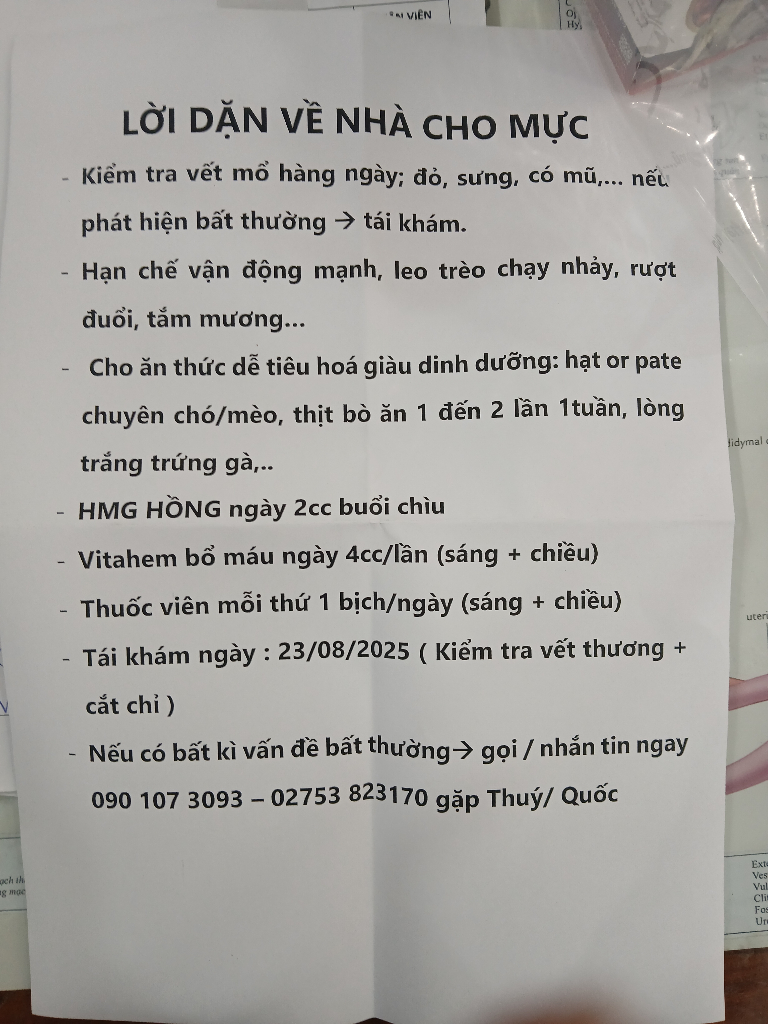 VIÊN
LỜI DẶN VỀ NHÀ CHO MỰC
- Kiểm tra vết mổ hàng ngày; đỏ, sưng, có mũ,... nếu
phát hiện bất thường → tái khám.
- Hạn chế vận động mạnh, leo trèo chạy nhảy, rượt
đuổi, tắm mương...
- Cho ăn thức dễ tiêu hoá giàu dinh dưỡng: hạt or pate
chuyên chó/mèo, thịt bò ăn 1 đến 2 lần 1tuần, lòng
trắng trứng gà,..
- HMG HỒNG ngày 2cc buổi chìu
- Vitahem bổ máu ngày 4cc/lần (sáng + chiều)
- Thuốc viên mỗi thứ 1 bịch/ngày (sáng + chiều)
- Tái khám ngày : 23/08/2025 ( Kiểm tra vết thương +
cắt chỉ )
- Nếu có bất kì vấn đề bất thường→ gọi / nhắn tin ngay
090 107 3093 – 02753 823170 gặp Thuý/ Quốc